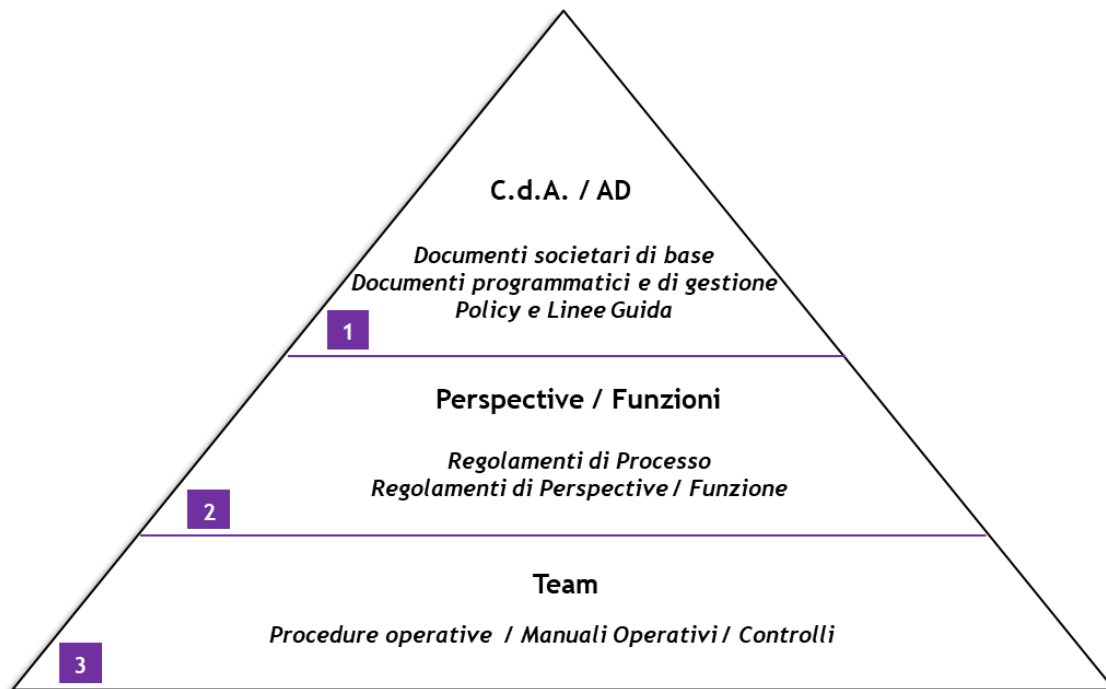 C.d.A. / AD
Documenti societari di base
Documenti programmatici e di gestione
Policy e Linee Guida
1
Perspective / Funzioni
Regolamenti di Processo
Regolamenti di Perspective / Funzione
2
Team
Procedure operative / Manuali Operativi / Controlli
3